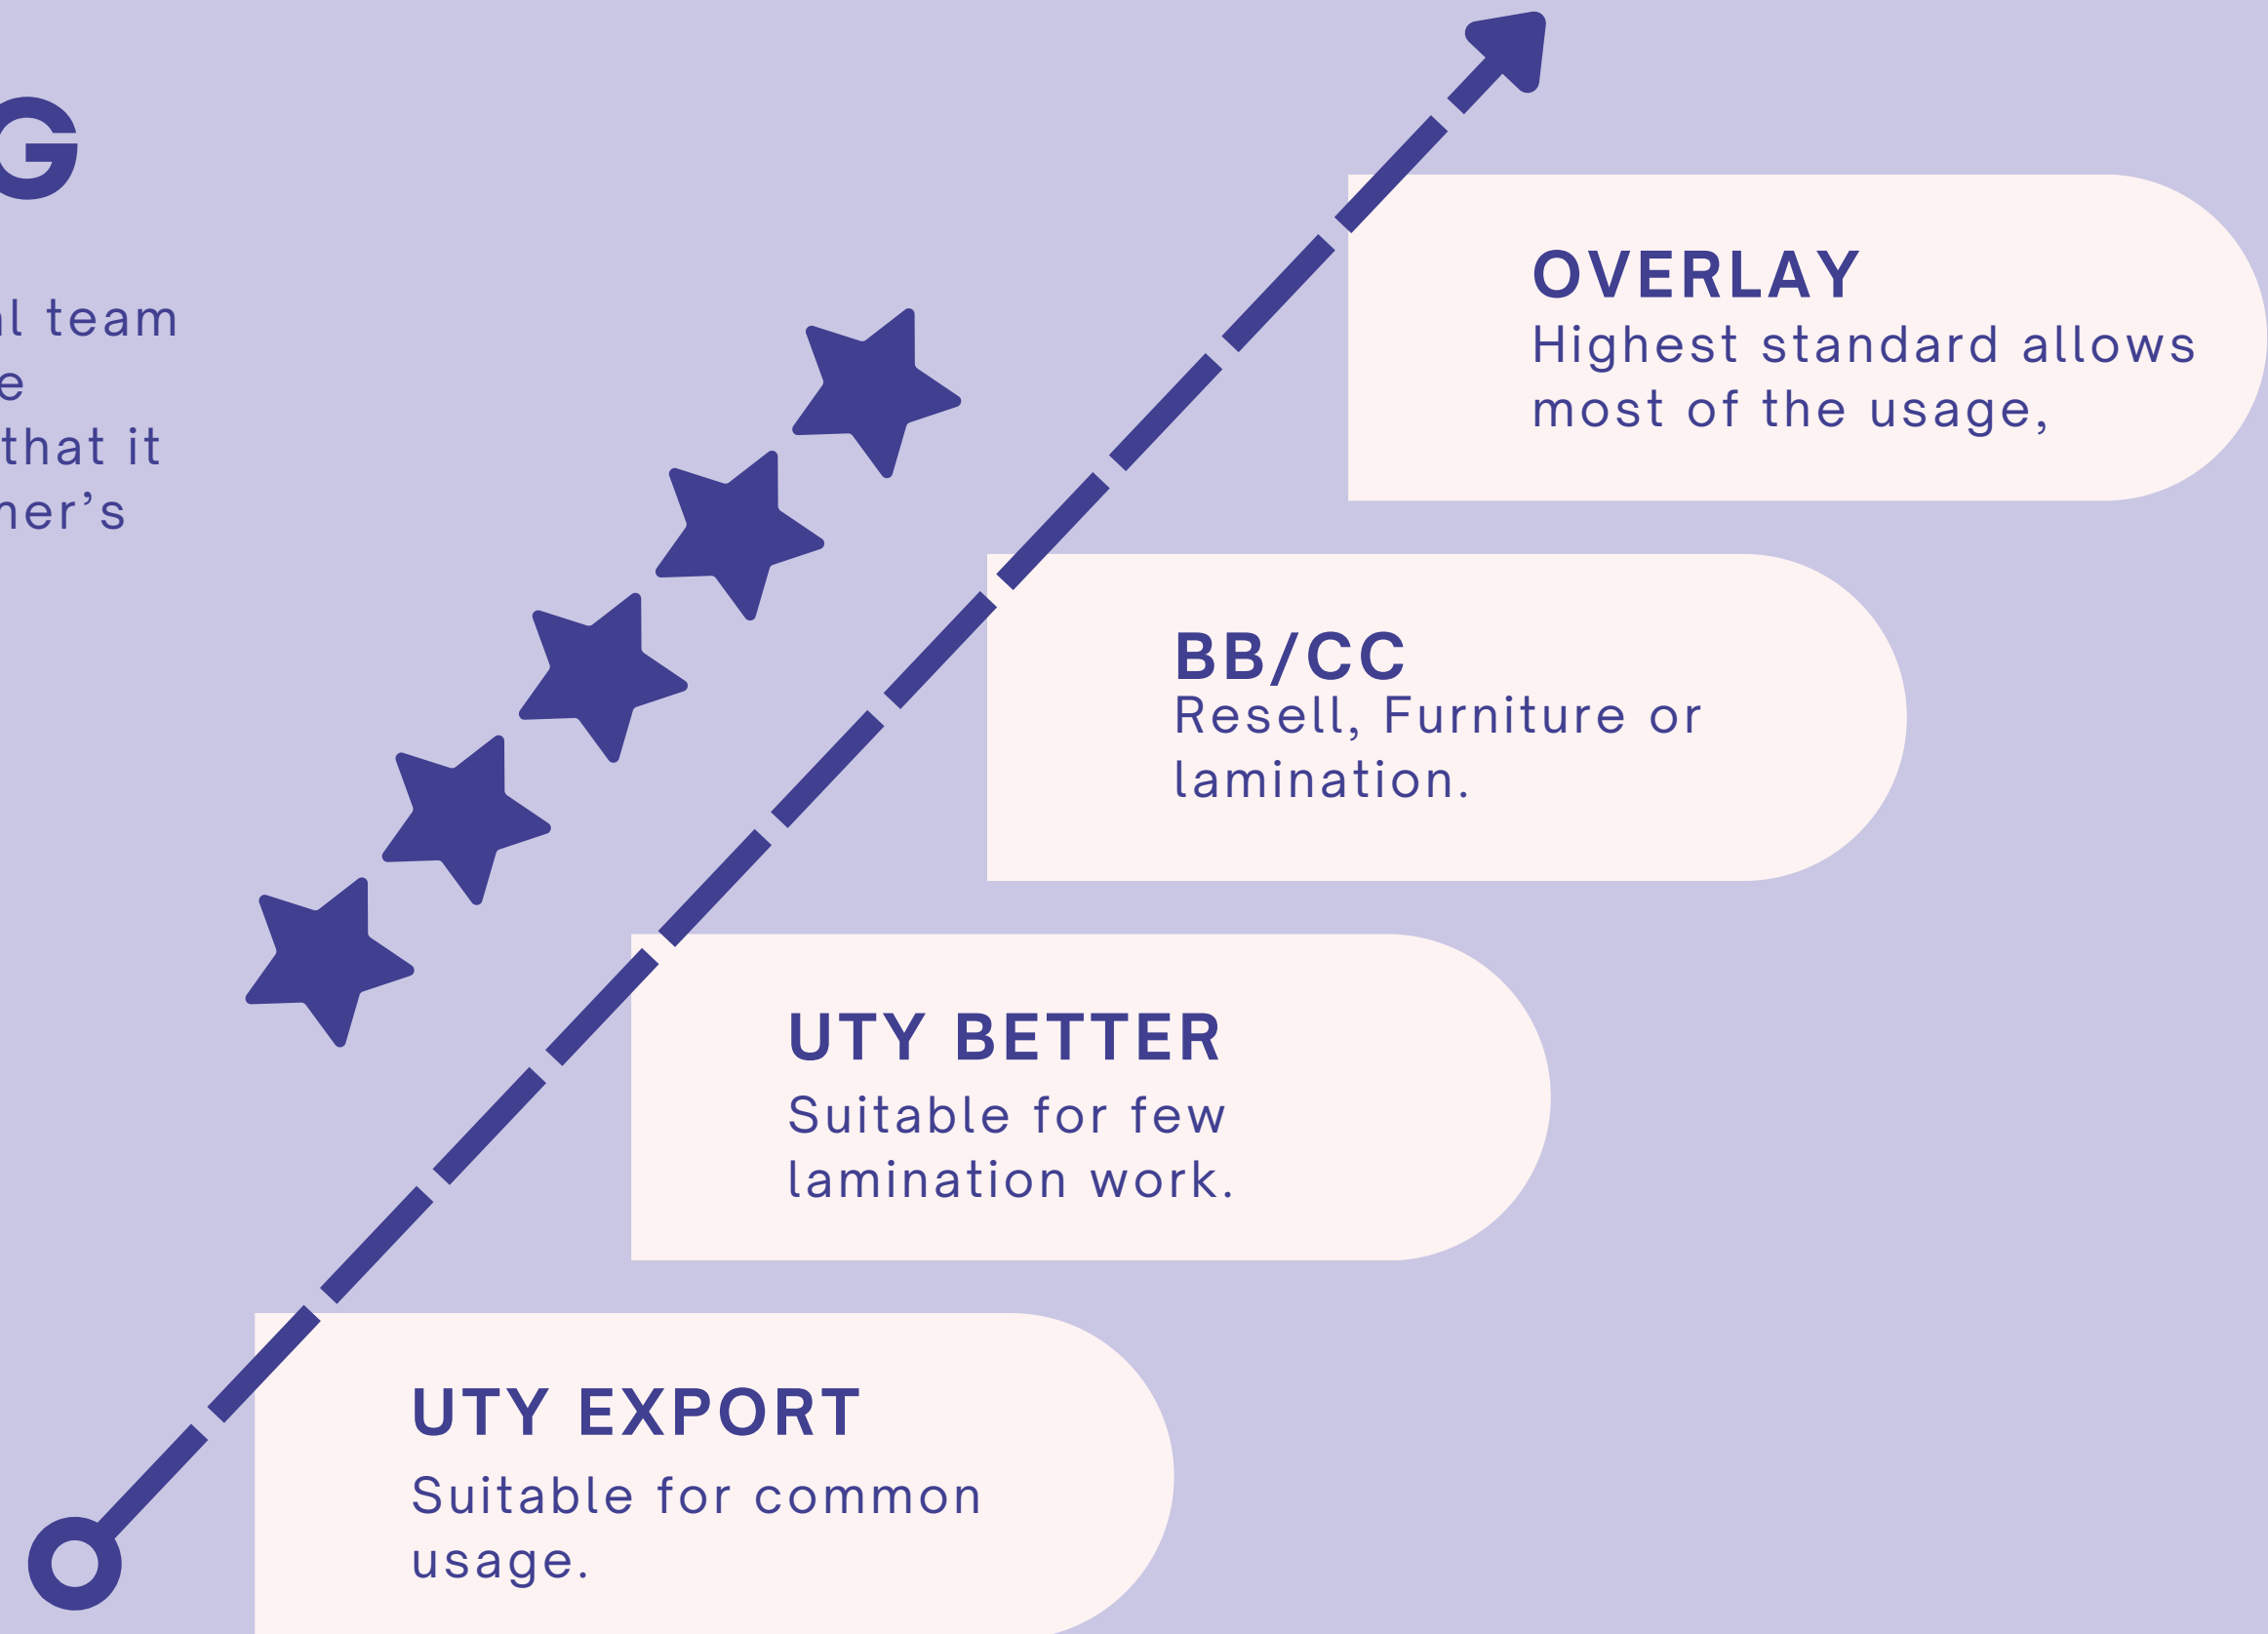 G
team
that it
OVERLAY
Highest standard allows
most of the usage,
BB/CC
Resell, Furniture or
lamination.
UTY BETTER
Suitable for few
lamination work.
UTY EXPORT
Suitable for common
usage.